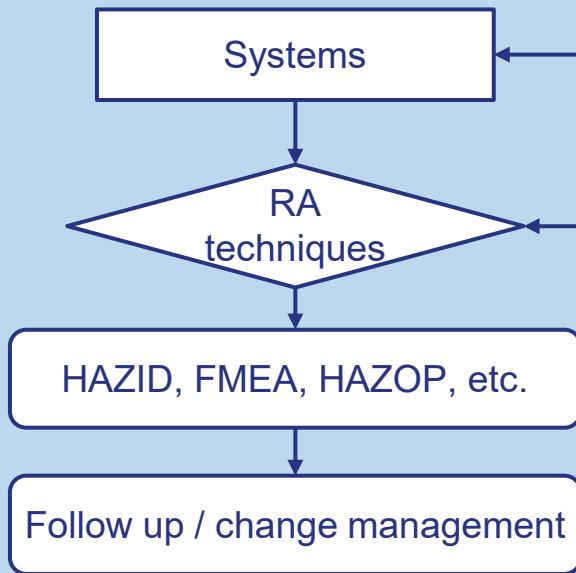 Systems
RA
techniques
HAZID, FMEA, HAZOP, etc.
Follow up / change management